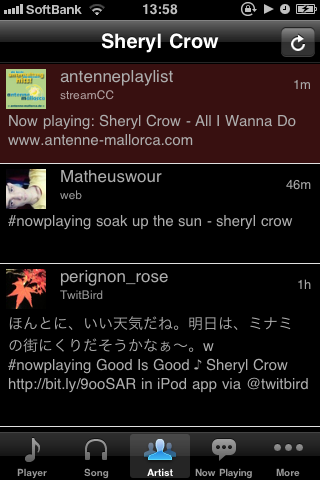 SoftBank 13:58
Sheryl Crow
antenneplaylist
streamCC 1m
Now playing: Sheryl Crow - All I Wanna Do
www.antenne-mallorca.com
Matheuswour
web 46m
#nowplaying soak up the sun - sheryl crow
perignon_rose
TwitBird 1h
ほんとに、いい天気だね。明日は、ミナミ
の街にくりだそうかなぁ〜。w
#nowplaying Good Is Good ♪ Sheryl Crow
http://bit.ly/9ooSAR in iPod app via @twitbird
Player Song Artist Now Playing More